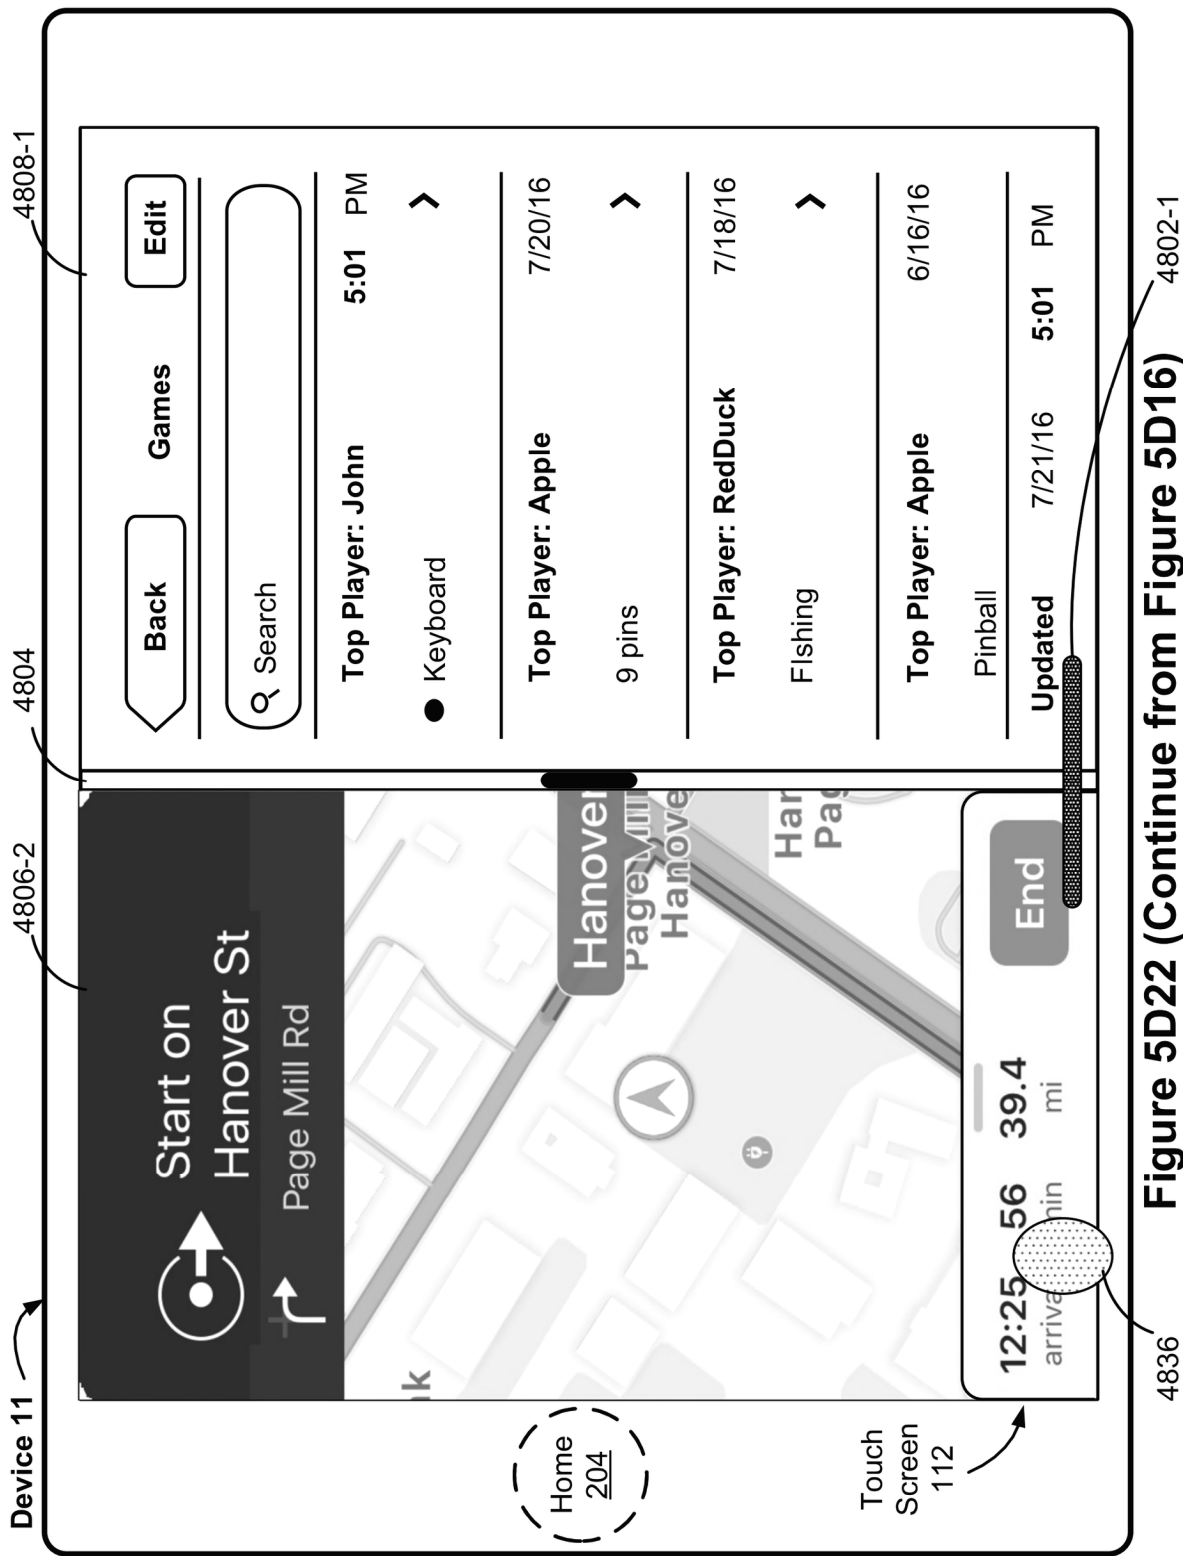 Device 11
4806-2
4804
4808-1
Start on
Hanover St
Page Mill Rd
Hanover
Page Mill
Hanove
Har
Pag
12:25
56
39.4
arriva
min
mi
End
Back
Games
Edit
Search
Top Player: John
5:01 PM
Keyboard
Top Player: Apple
7/20/16
9 pins
Top Player: RedDuck
7/18/16
FIshing
Top Player: Apple
6/16/16
Pinball
Updated 7/21/16 5:01 PM
Home
204
Touch
Screen
112
4836
4802-1
Figure 5D22 (Continue from Figure 5D16)